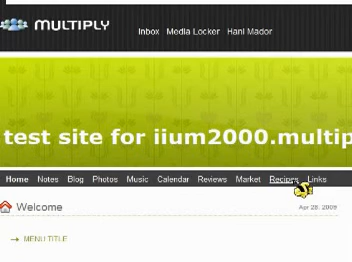 MULTIPLY
Inbox Media Locker Hani Mador
test site for iium2000.multip
Home Notes Blog Photos Music Calendar Reviews Market Recipes Links
Welcome
Apr 28, 2009
MENU TITLE